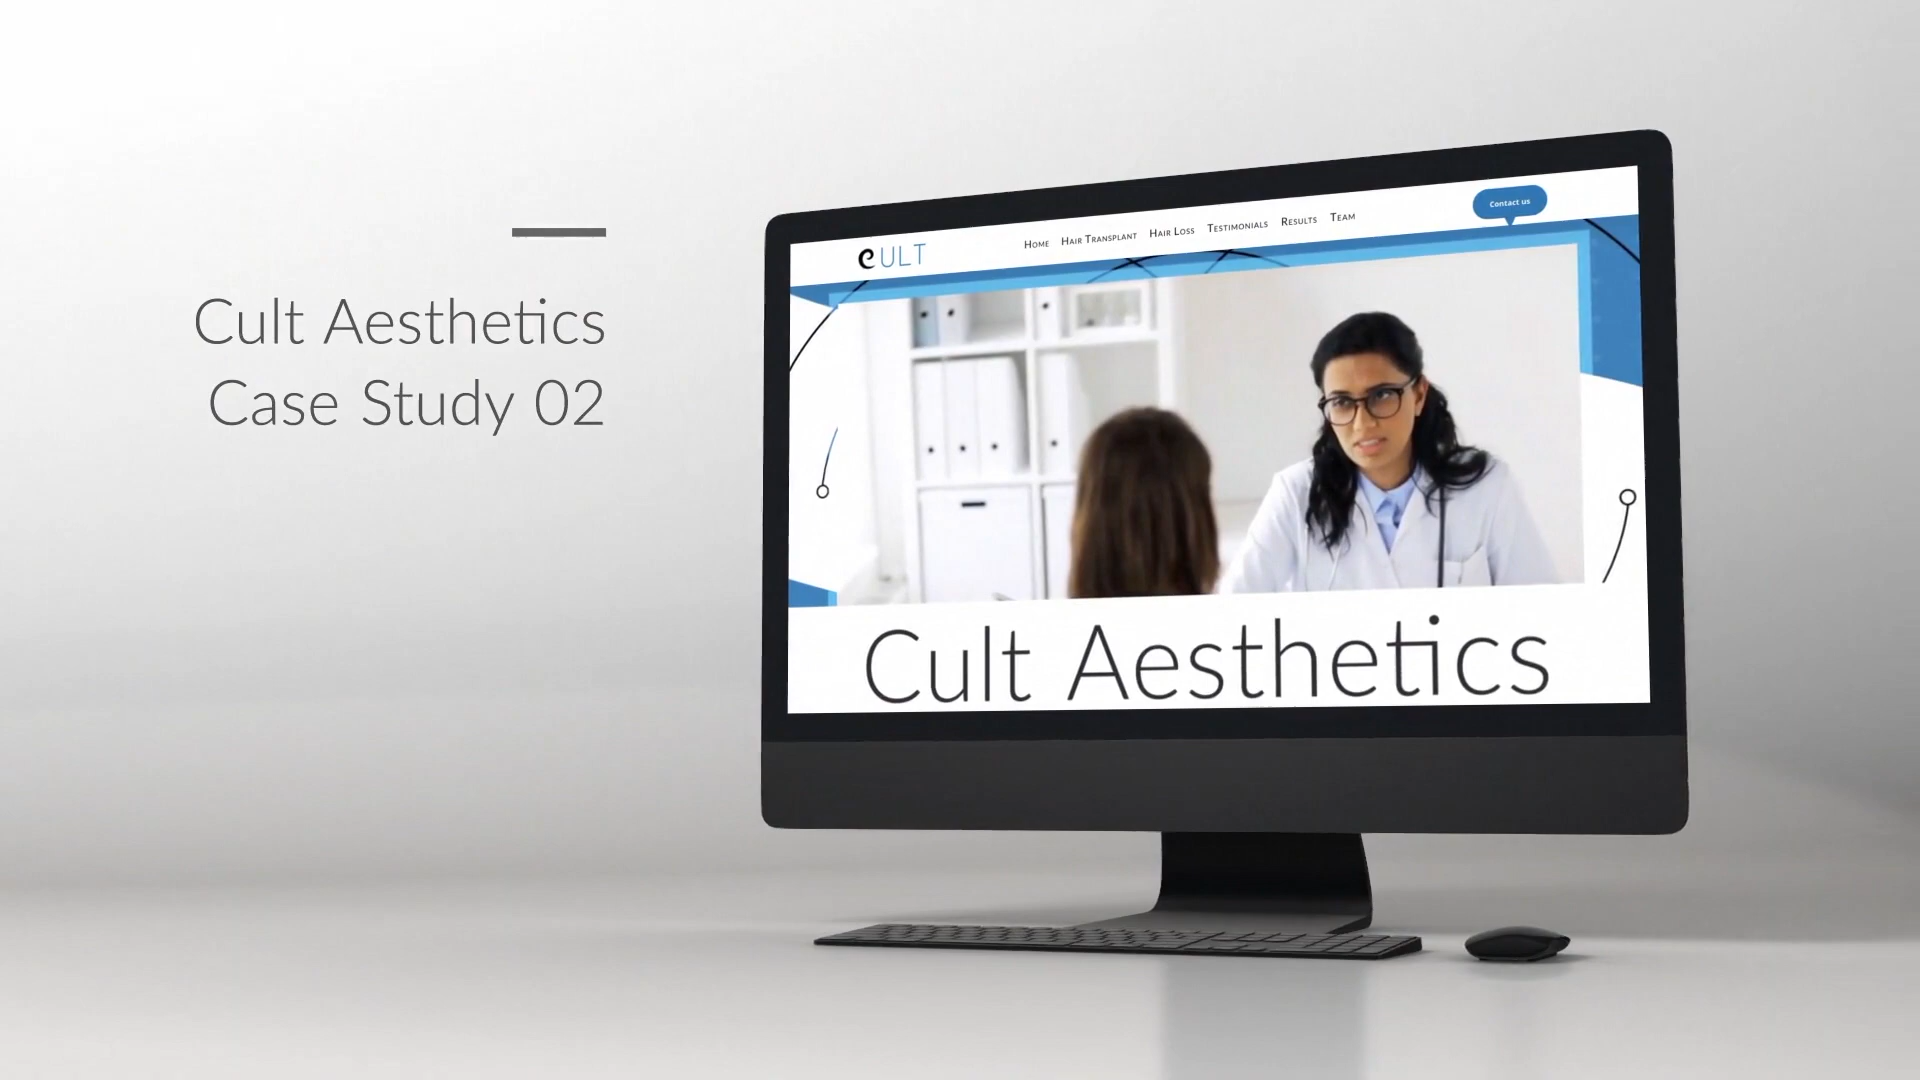 Cult Aesthetics
Case Study 02
CULT
Home Hair Transplant Hair Loss Testimonials Results Team
Contact us
Cult Aesthetics